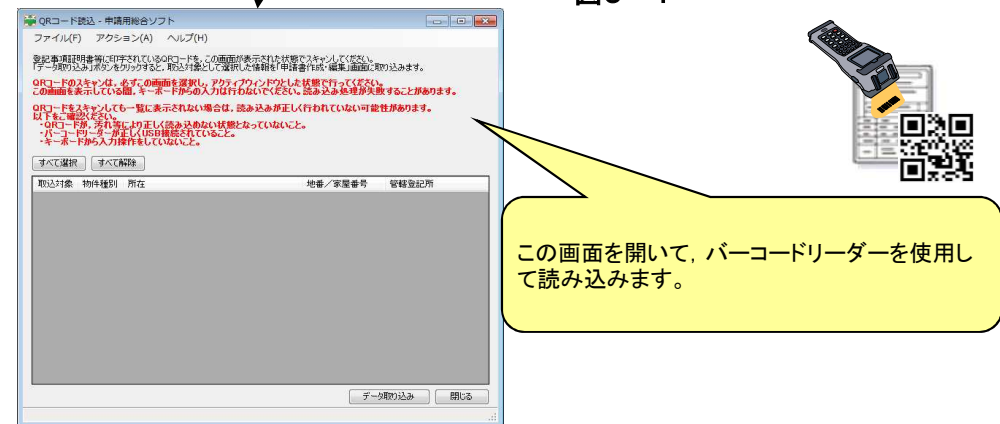 QRコード読込 - 申請用総合ソフト
ファイル(F) アクション(A) ヘルプ(H)
登記事項証明書等に印字されているQRコードを、この画面が表示された状態でスキャンしてください。
「データ取り込み」ボタンをクリックすると、取込対象として選択した情報を「申請書作成・編集」画面に取り込みます。
QRコードのスキャンは、必ずこの画面を選択し、アクティブウィンドウとした状態で行ってください。
この画面を表示している間、キーボードからの入力は行わないでください。読み込み処理が失敗することがあります。
QRコードをスキャンしても一覧に表示されない場合は、読み込みが正しく行われていない可能性があります。
以下をご確認ください。
・QRコードが、汚れ等により正しく読み込めない状態となっていないこと。
・バーコードリーダーが正しくUSB接続されていること。
・キーボードから入力操作をしていないこと。
すべて選択 すべて解除
取込対象 物件種別 所在 地番/家屋番号 管轄登記所
この画面を開いて，バーコードリーダーを使用し
て読み込みます。
データ取り込み 閉じる